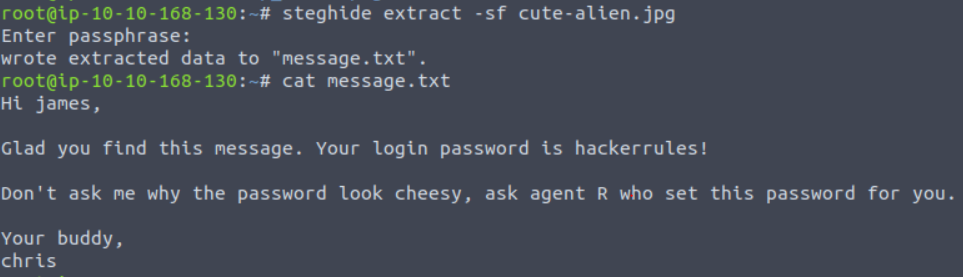 root@ip-10-10-168-130:~# steghide extract -sf cute-alien.jpg
Enter passphrase:
wrote extracted data to "message.txt".
root@ip-10-10-168-130:~# cat message.txt
Hi james,
Glad you find this message. Your login password is hackerrules!
Don't ask me why the password look cheesy, ask agent R who set this password for you.
Your buddy,
chris